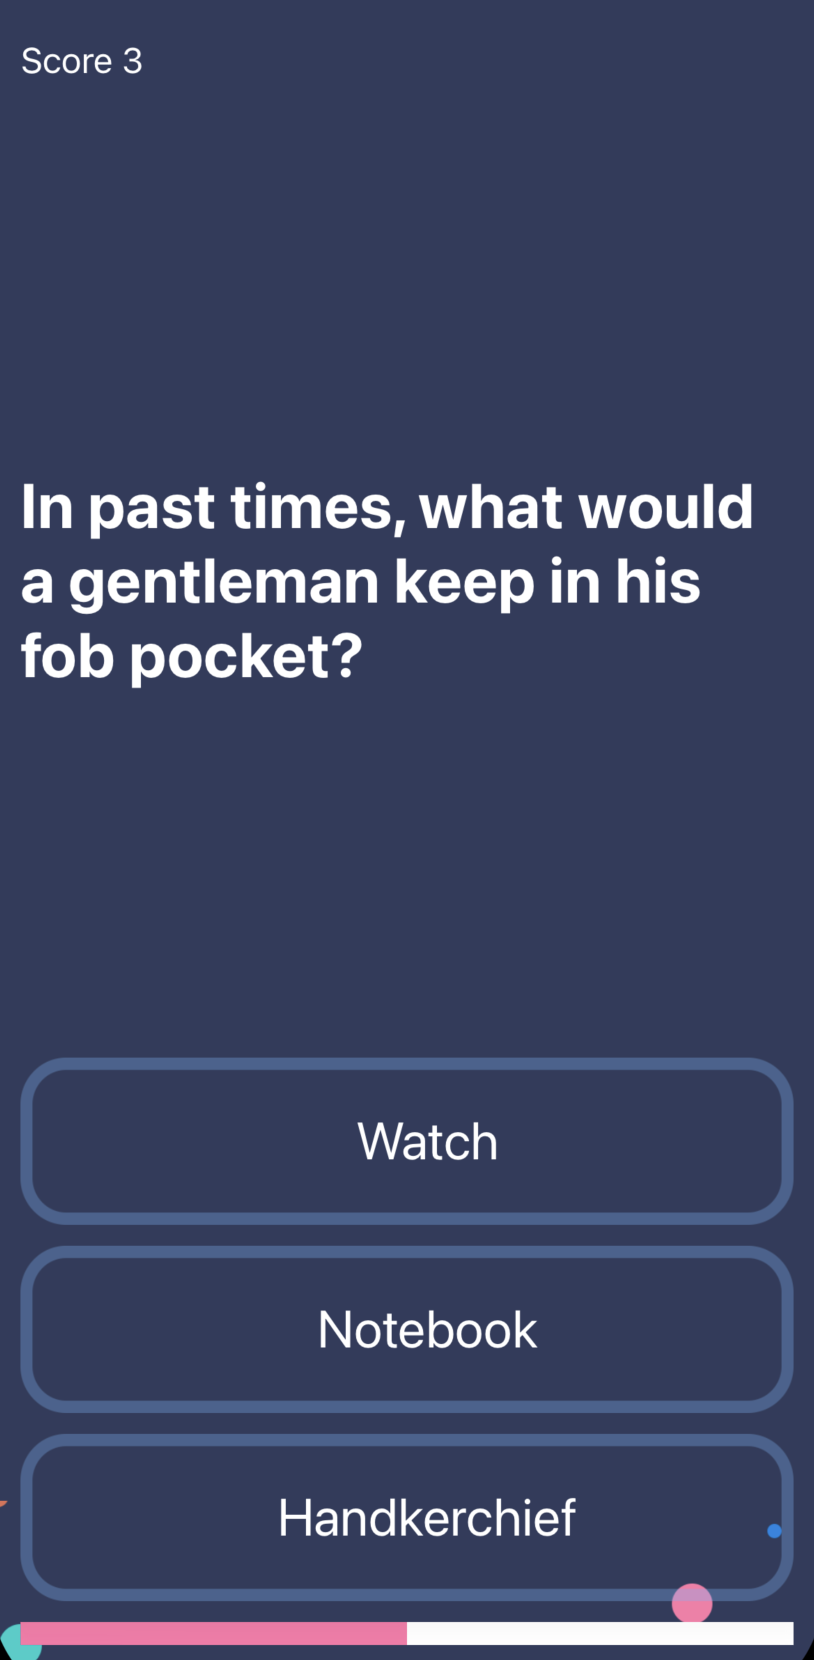 Score 3
In past times, what would
a gentleman keep in his
fob pocket?
Watch
Notebook
Handkerchief